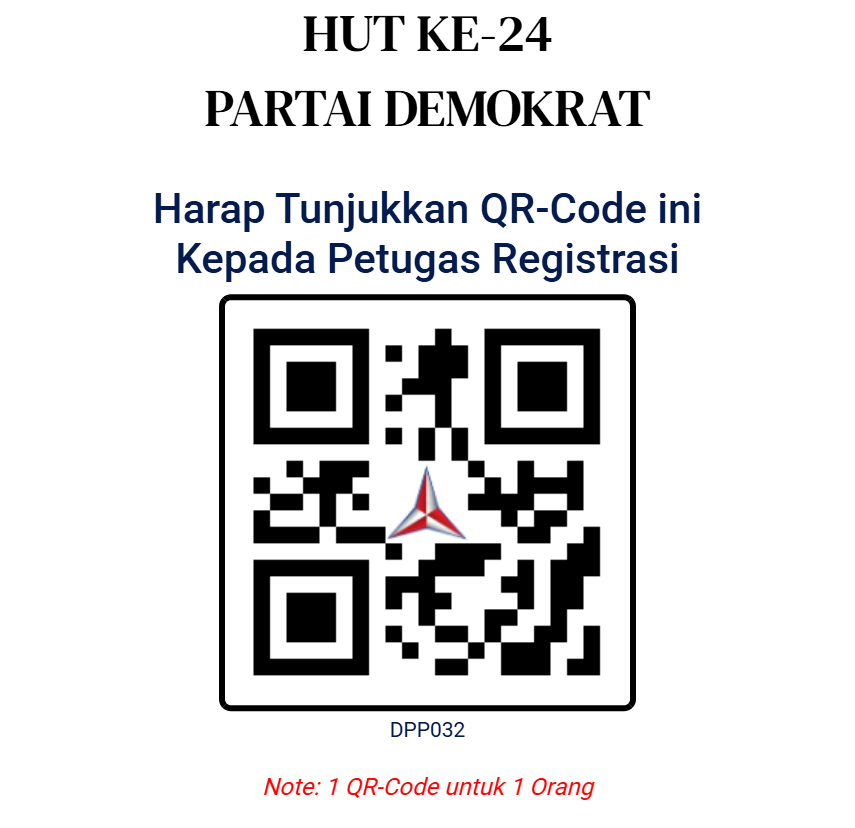 HUT KE-24
PARTAI DEMOKRAT
Harap Tunjukkan QR-Code ini
Kepada Petugas Registrasi
DPP032
Note: 1 QR-Code untuk 1 Orang